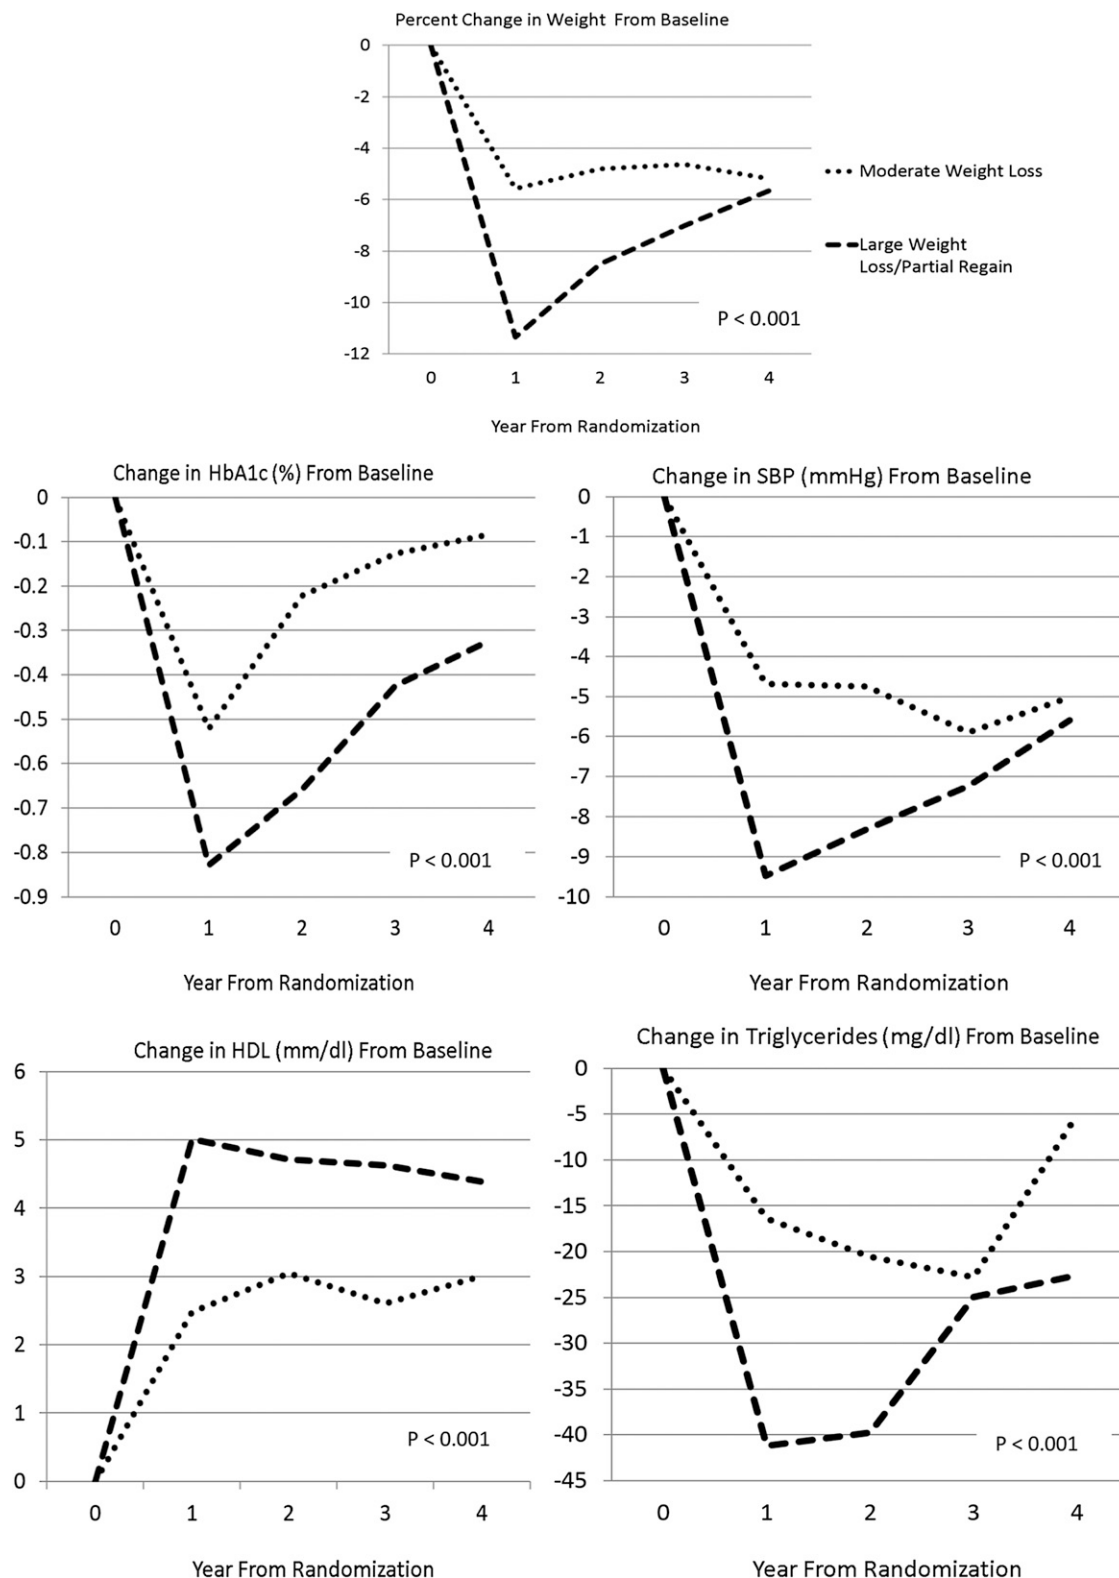 Percent Change in Weight From Baseline
0
-2
-4
-6
-8
-10
-12
0 1 2 3 4
Year From Randomization
Moderate Weight Loss
Large Weight
Loss/Partial Regain
P < 0.001
Change in HbA1c (%) From Baseline
0
-0.1
-0.2
-0.3
-0.4
-0.5
-0.6
-0.7
-0.8
-0.9
P < 0.001
0 1 2 3 4
Year From Randomization
Change in SBP (mmHg) From Baseline
0
-1
-2
-3
-4
-5
-6
-7
-8
-9
-10
P < 0.001
0 1 2 3 4
Year From Randomization
Change in HDL (mm/dl) From Baseline
6
5
4
3
2
1
0
P < 0.001
0 1 2 3 4
Year From Randomization
Change in Triglycerides (mg/dl) From Baseline
0
-5
-10
-15
-20
-25
-30
-35
-40
-45
P < 0.001
0 1 2 3 4
Year From Randomization